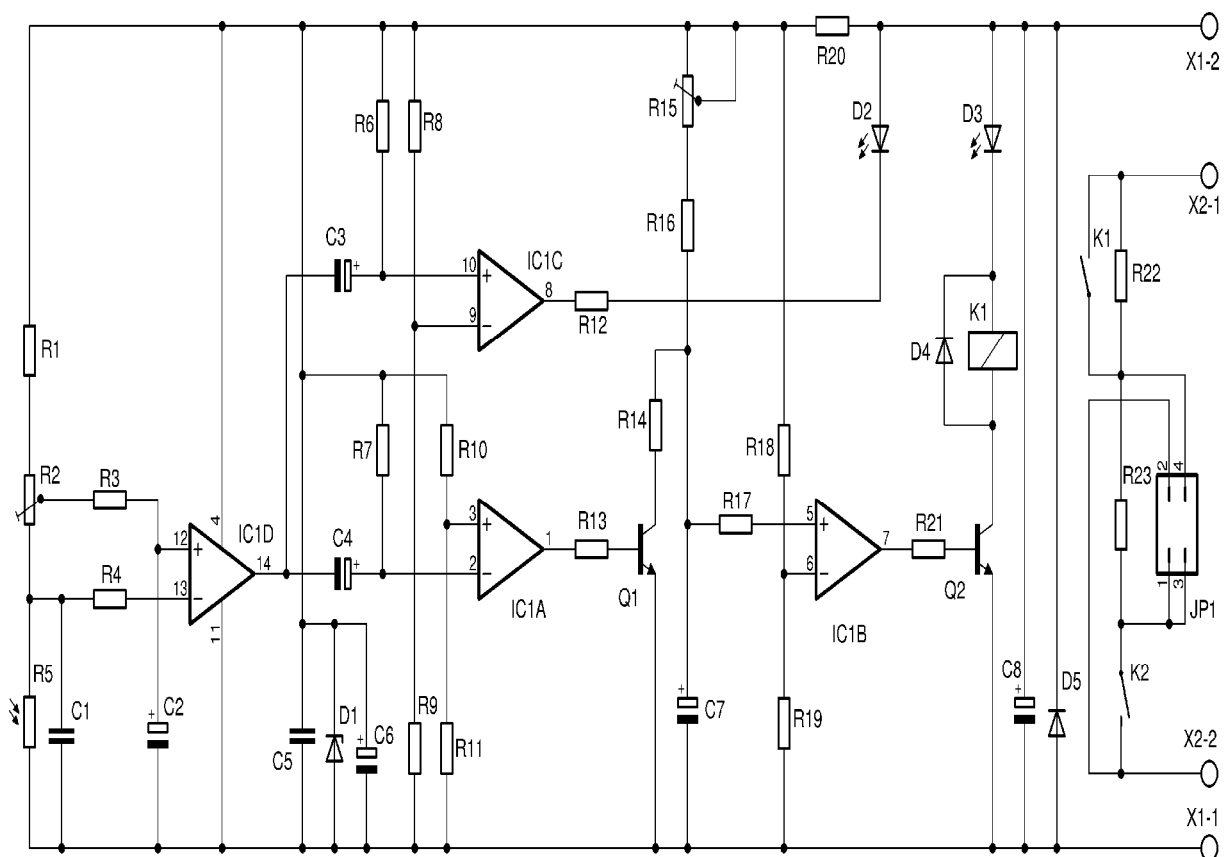 X1-2
R20
D2
D3
R15
R6
R8
X2-1
R16
C3
IC1C
K1
R22
10
+
+
8
9
−
R12
K1
R1
D4
R14
R7
R10
R18
R2
R3
R23
2
4
R17
4
IC1D
C4
3
+
R13
5
+
R21
12
+
14
1
7
R4
13
−
2
−
6
−
IC1A
Q1
IC1B
Q2
1
3
JP1
11
R5
C1
+
C2
C5
D1
+
C6
R9
R11
+
C7
R19
+
C8
D5
K2
X2-2
X1-1